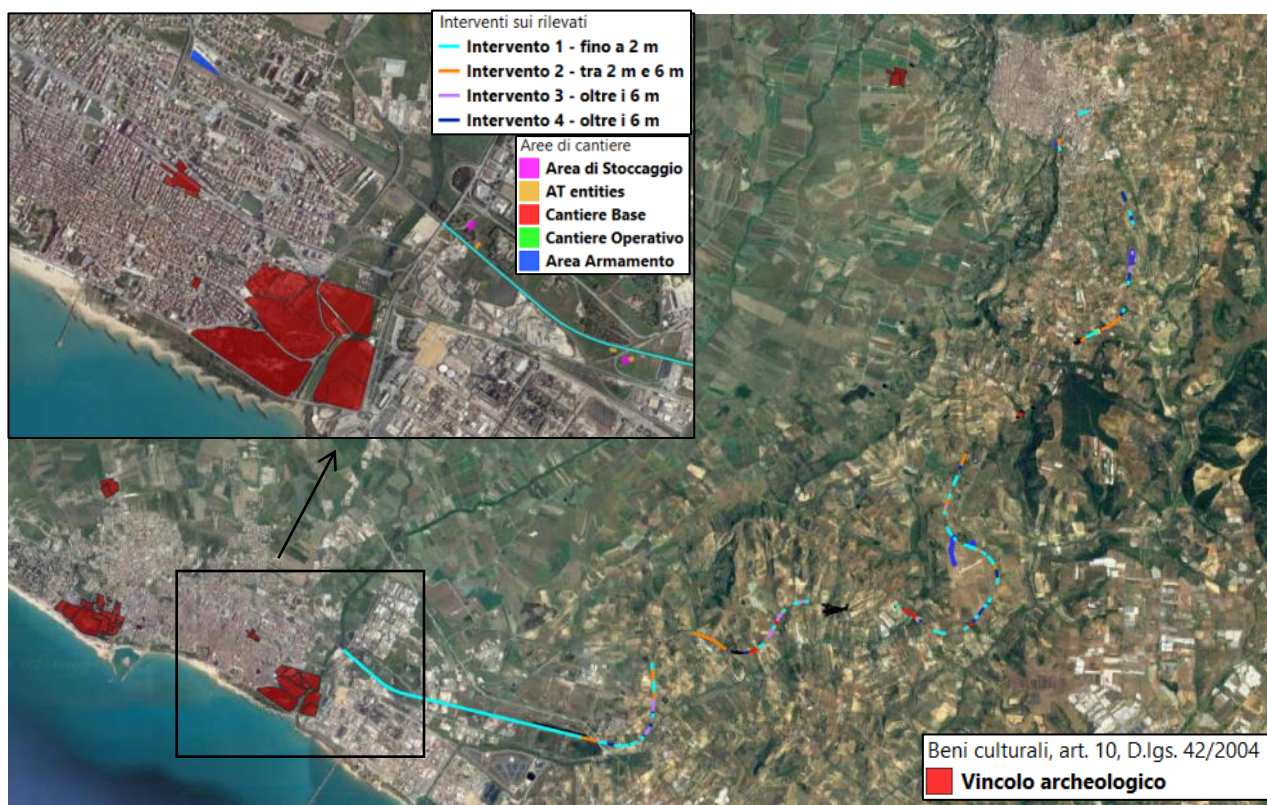 Interventi sui rilevati
Intervento 1 - fino a 2 m
Intervento 2 - tra 2 m e 6 m
Intervento 3 - oltre i 6 m
Intervento 4 - oltre i 6 m
Aree di cantiere
Area di Stoccaggio
AT entities
Cantiere Base
Cantiere Operativo
Area Armamento
Beni culturali, art. 10, D.lgs. 42/2004
Vincolo archeologico